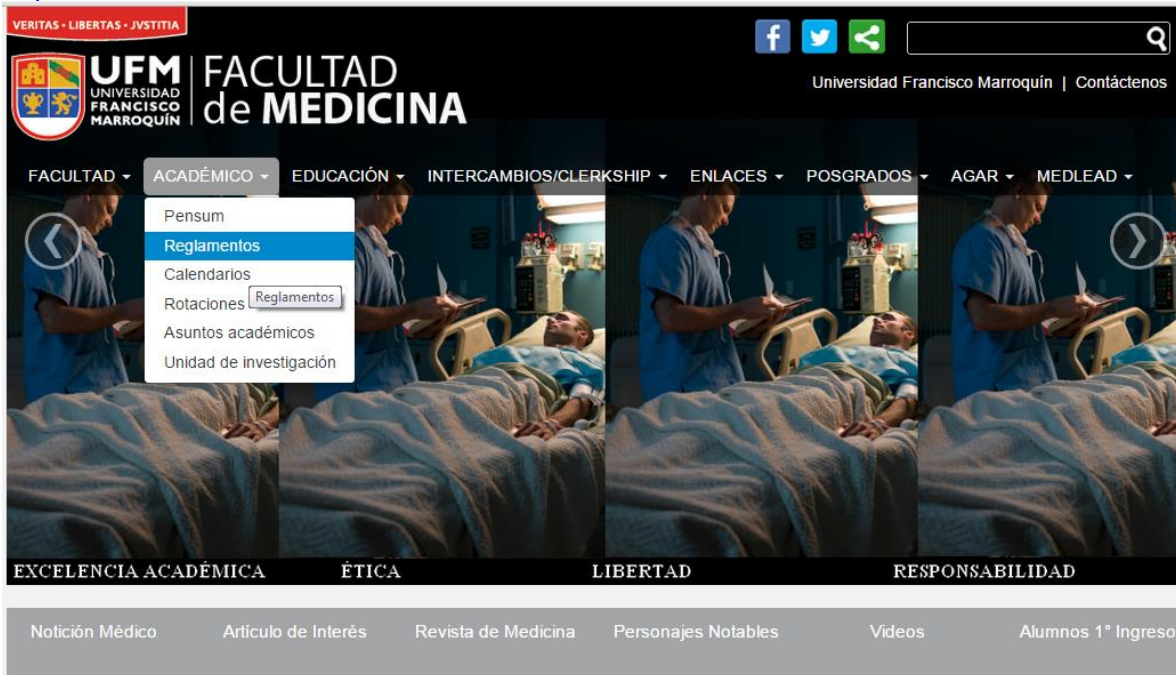 VERITAS • LIBERTAS • JVSTITIA
UFM
UNIVERSIDAD
FRANCISCO
MARROQUÍN
FACULTAD
de MEDICINA
f
Universidad Francisco Marroquín | Contáctenos
FACULTAD ACADÉMICO EDUCACIÓN INTERCAMBIOS/CLERKSHIP ENLACES POSGRADOS AGAR MEDLEAD
Pensum
Reglamentos
Calendarios
Rotaciones Reglamentos
Asuntos académicos
Unidad de investigación
EXCELENCIA ACADÉMICA ÉTICA LIBERTAD RESPONSABILIDAD
Notición Médico Artículo de Interés Revista de Medicina Personajes Notables Videos Alumnos 1° Ingreso